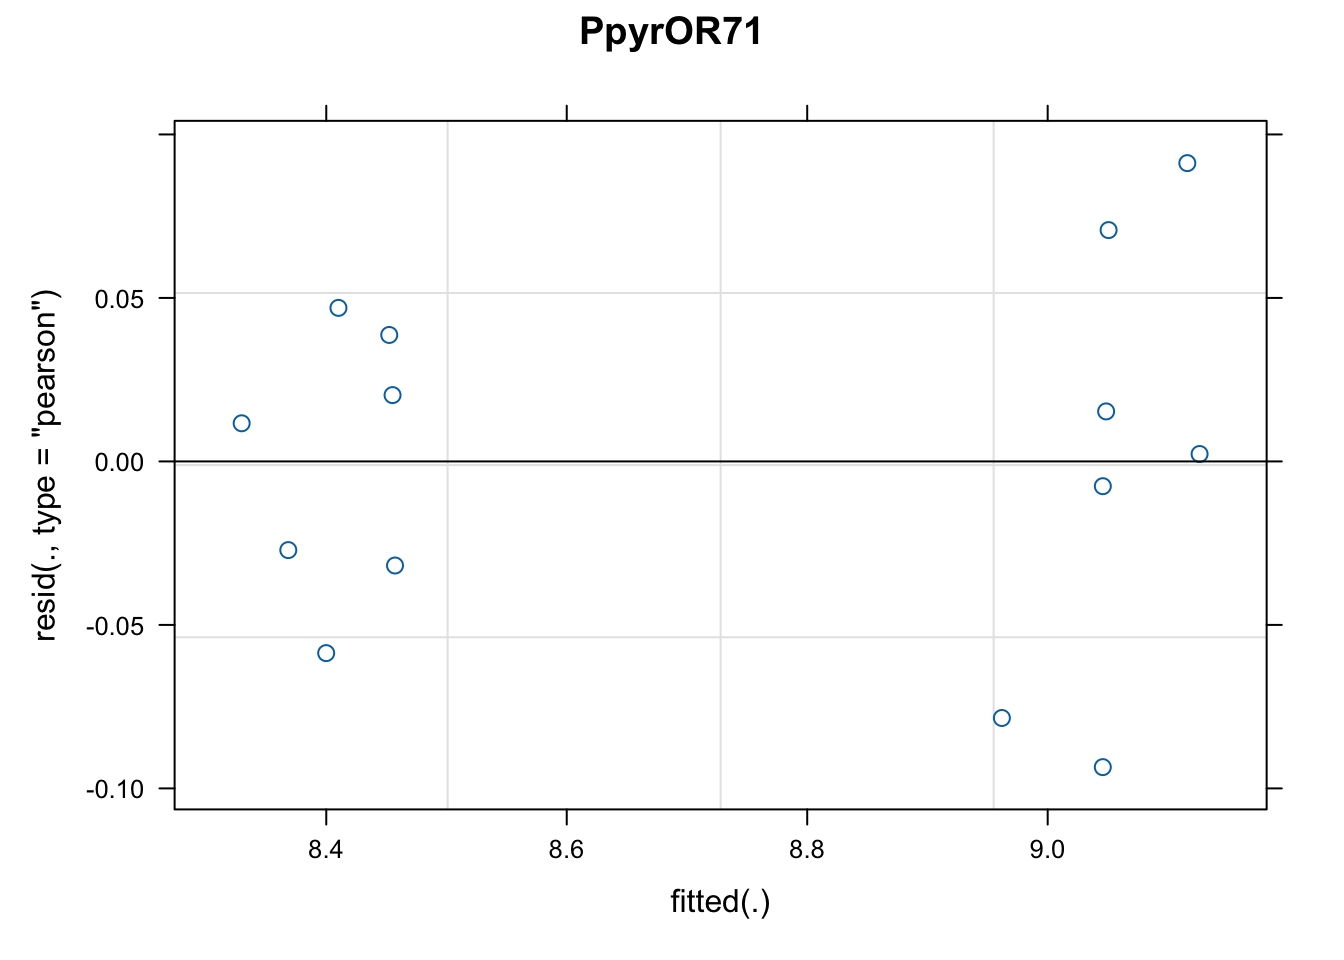 PpyrOR71
resid(., type = "pearson")
0.05
0.00
-0.05
-0.10
8.4 8.6 8.8 9.0
fitted(.)